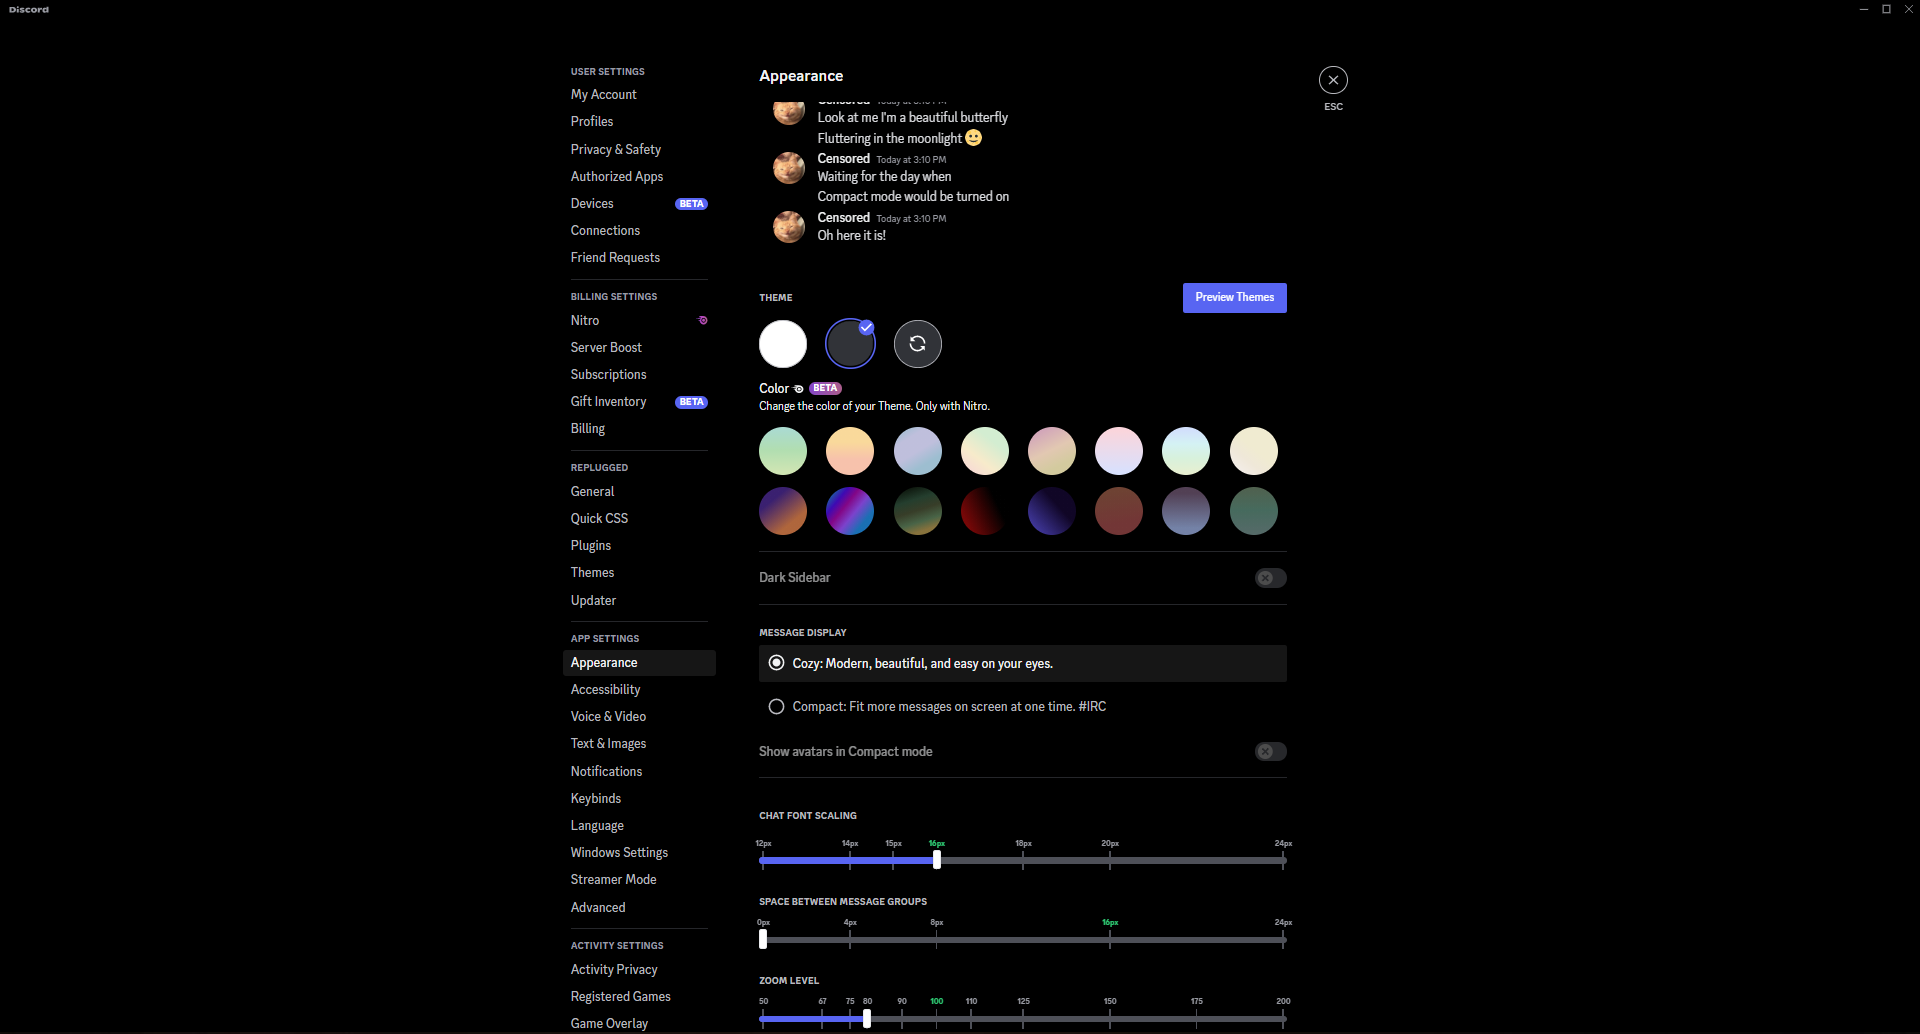 Discord
USER SETTINGS
My Account
Profiles
Privacy & Safety
Authorized Apps
Devices BETA
Connections
Friend Requests
BILLING SETTINGS
Nitro
Server Boost
Subscriptions
Gift Inventory BETA
Billing
REPLUGGED
General
Quick CSS
Plugins
Themes
Updater
APP SETTINGS
Appearance
Accessibility
Voice & Video
Text & Images
Notifications
Keybinds
Language
Windows Settings
Streamer Mode
Advanced
ACTIVITY SETTINGS
Activity Privacy
Registered Games
Game Overlay
Appearance
ESC
Censored Today at 3:10 PM
Look at me I'm a beautiful butterfly
Fluttering in the moonlight 🙂
Censored Today at 3:10 PM
Waiting for the day when
Compact mode would be turned on
Censored Today at 3:10 PM
Oh here it is!
THEME
Preview Themes
Color BETA
Change the color of your Theme. Only with Nitro.
Dark Sidebar
MESSAGE DISPLAY
Cozy: Modern, beautiful, and easy on your eyes.
Compact: Fit more messages on screen at one time. #IRC
Show avatars in Compact mode
CHAT FONT SCALING
12px 14px 15px 16px 18px 20px 24px
SPACE BETWEEN MESSAGE GROUPS
0px 4px 8px 16px 24px
ZOOM LEVEL
50 67 75 80 90 100 110 125 150 175 200